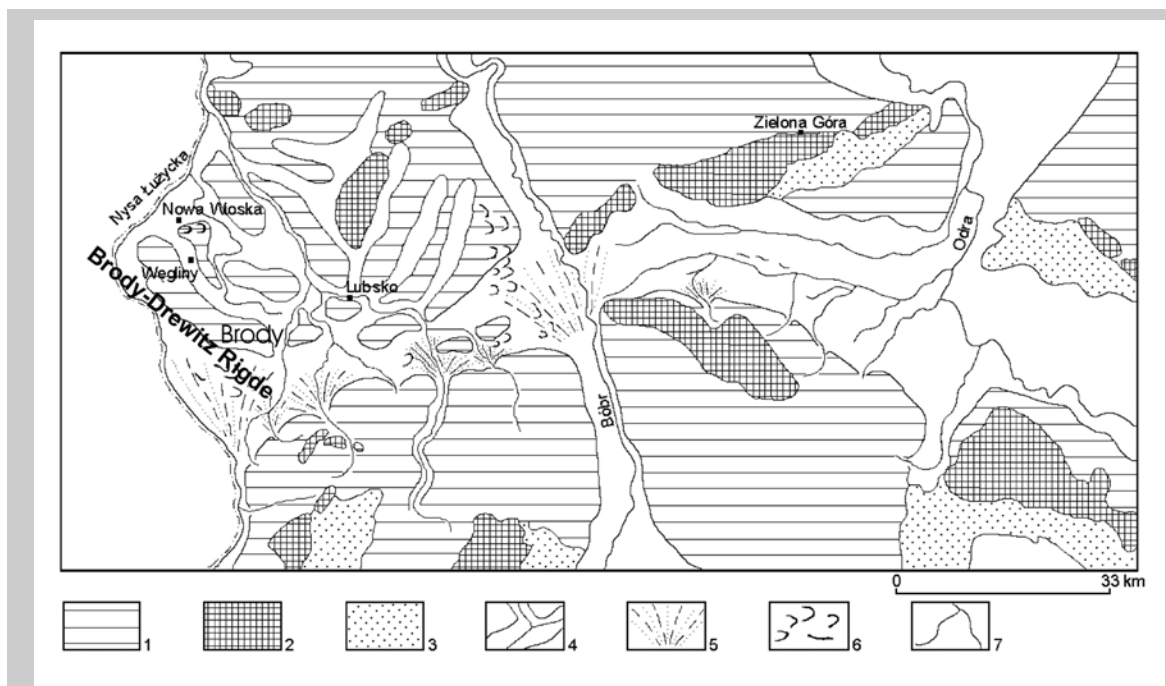 Zielona Góra
Nysa Łużycka
Nowa Wioska
Odra
Węgliny
Brody-Drewitz Rigde
Lubsko
Brody
Bóbr
0 33 km
1 2 3 4 5 6 7